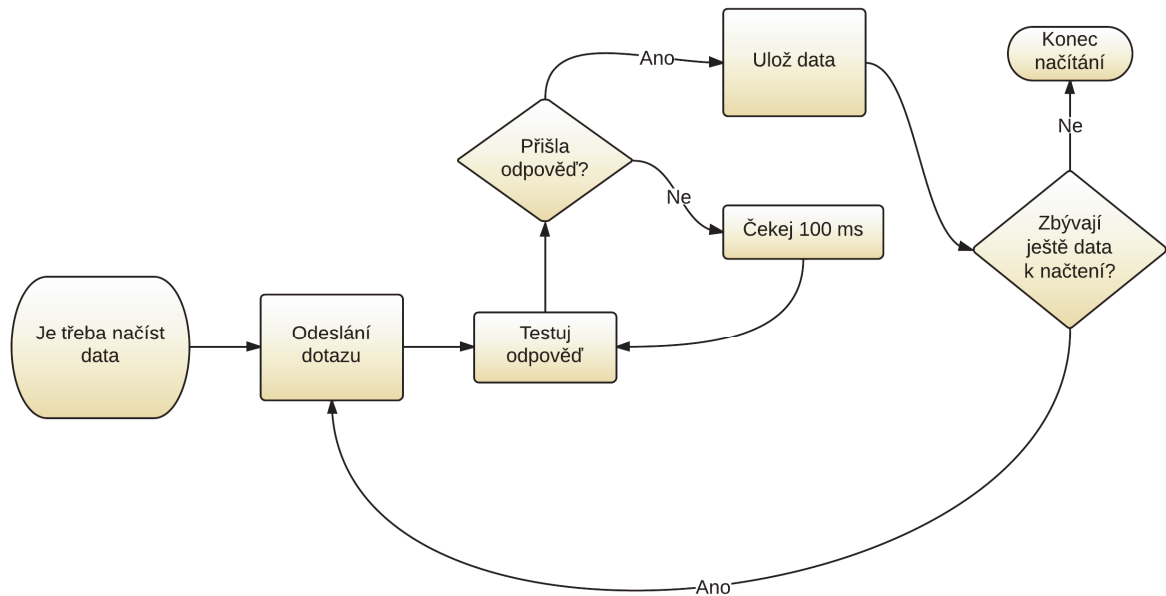 Je třeba načíst
data
Odeslání
dotazu
Testuj
odpověď
Přišla
odpověď?
Ano
Ulož data
Ne
Čekej 100 ms
Zbývají
ještě data
k načtení?
Ne
Konec
načítání
Ano